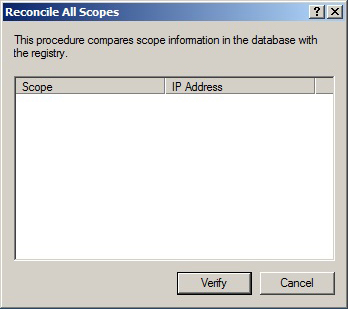 Reconcile All Scopes
This procedure compares scope information in the database with
the registry.
Scope IP Address
Verify Cancel